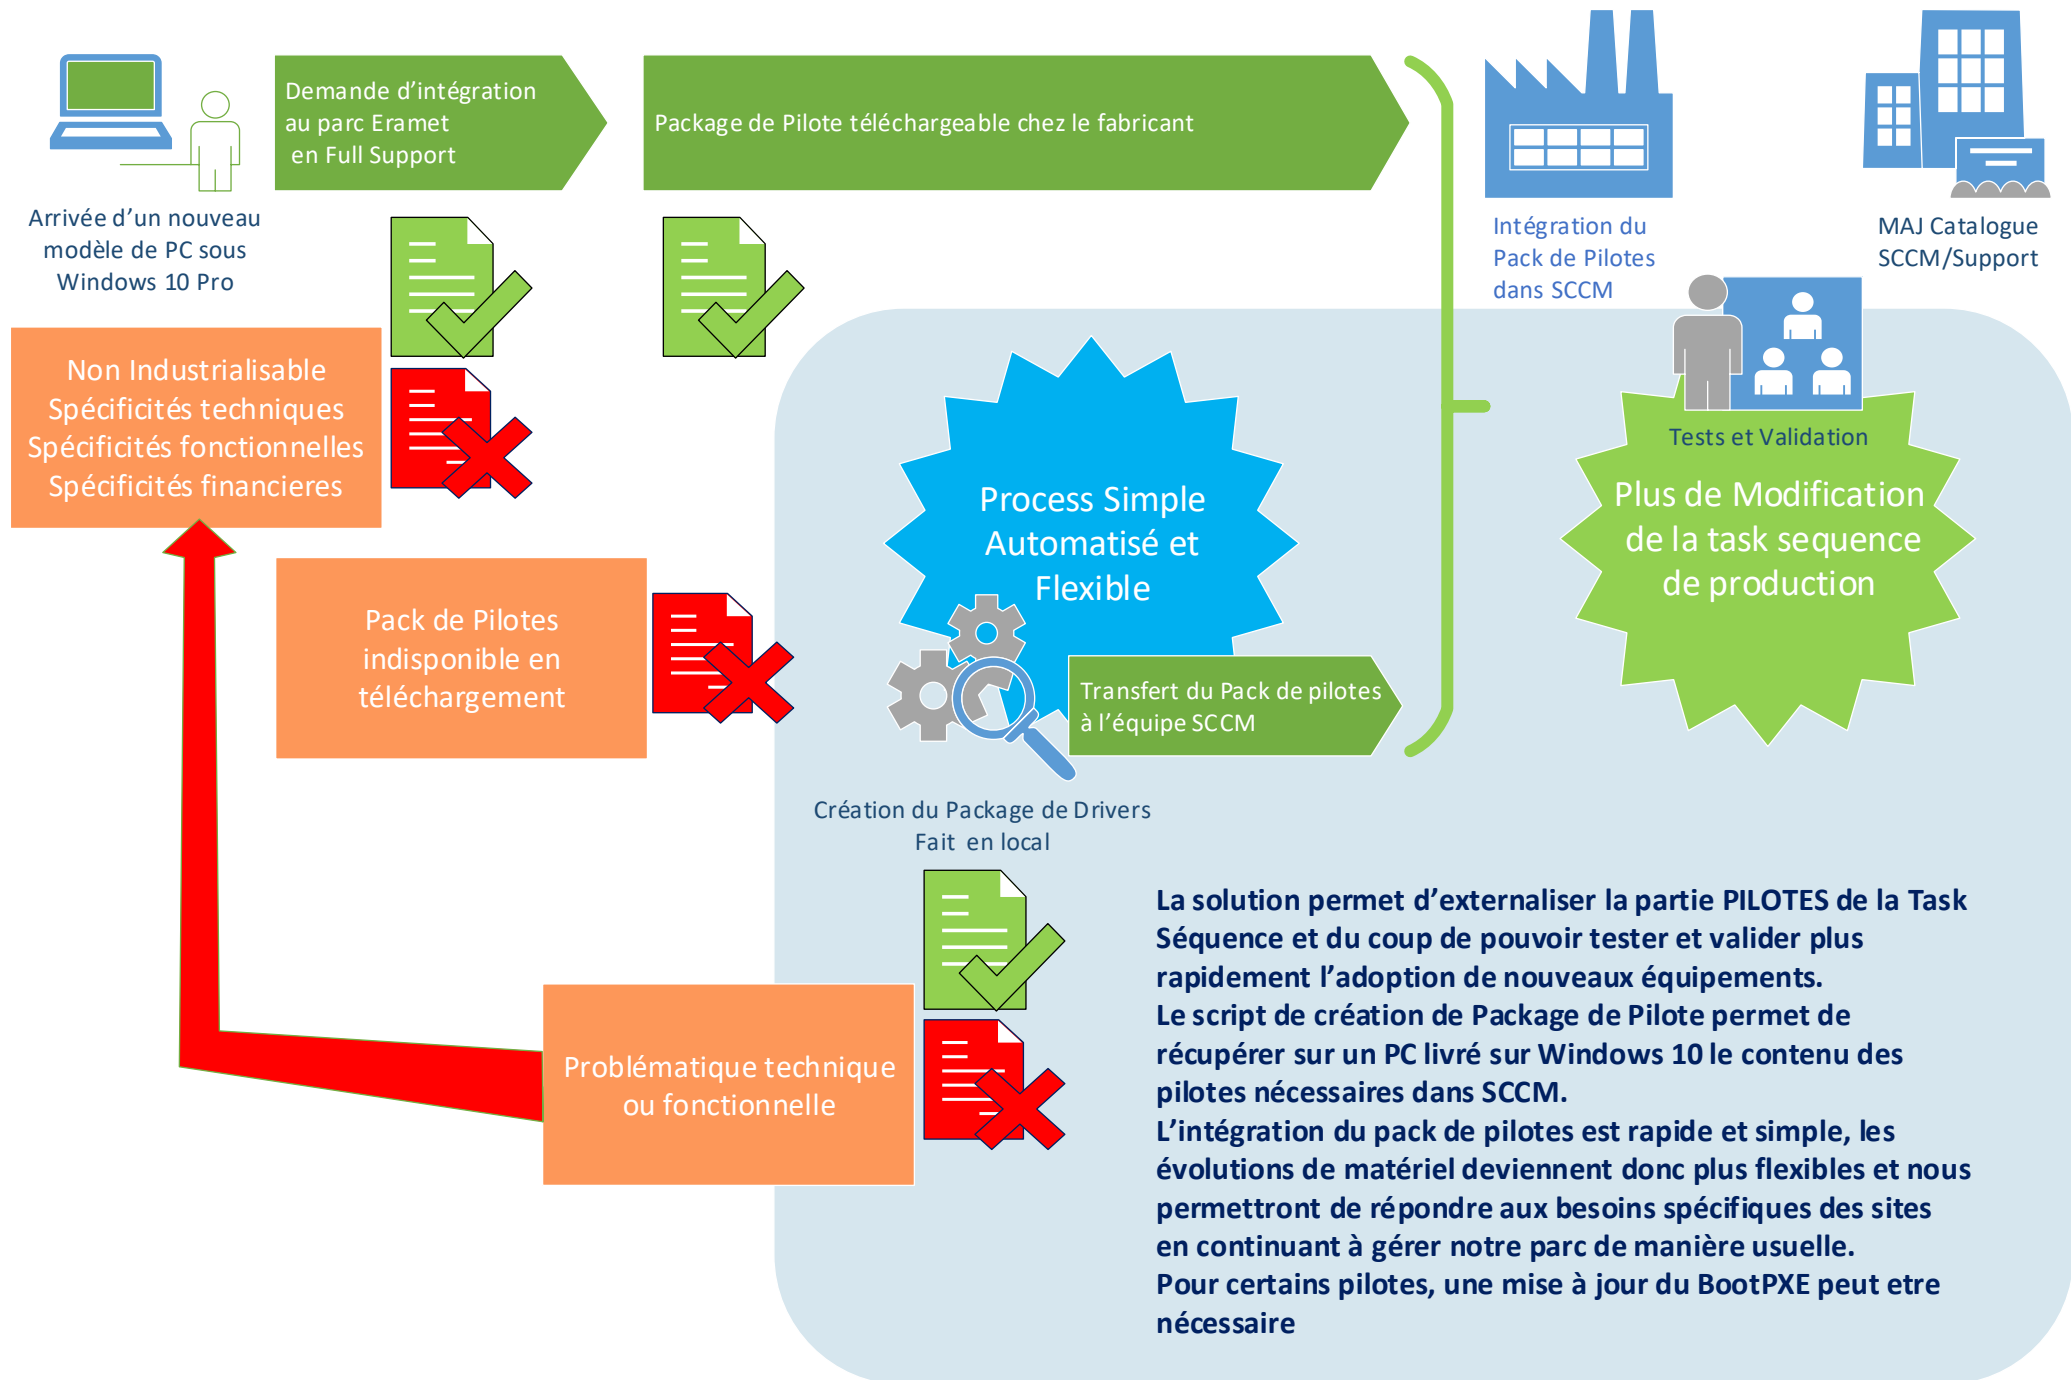 Demande d’intégration
au parc Eramet
en Full Support
Package de Pilote téléchargeable chez le fabricant
Arrivée d’un nouveau
modèle de PC sous
Windows 10 Pro
Intégration du
Pack de Pilotes
dans SCCM
MAJ Catalogue
SCCM/Support
Non Industrialisable
Spécificités techniques
Spécificités fonctionnelles
Spécificités financieres
Process Simple
Automatisé et
Flexible
Tests et Validation
Plus de Modification
de la task sequence
de production
Pack de Pilotes
indisponible en
téléchargement
Transfert du Pack de pilotes
à l’équipe SCCM
Création du Package de Drivers
Fait en local
Problématique technique
ou fonctionnelle
La solution permet d’externaliser la partie PILOTES de la Task
Séquence et du coup de pouvoir tester et valider plus
rapidement l’adoption de nouveaux équipements.
Le script de création de Package de Pilote permet de
récupérer sur un PC livré sur Windows 10 le contenu des
pilotes nécessaires dans SCCM.
L’intégration du pack de pilotes est rapide et simple, les
évolutions de matériel deviennent donc plus flexibles et nous
permettront de répondre aux besoins spécifiques des sites
en continuant à gérer notre parc de manière usuelle.
Pour certains pilotes, une mise à jour du BootPXE peut etre
nécessaire